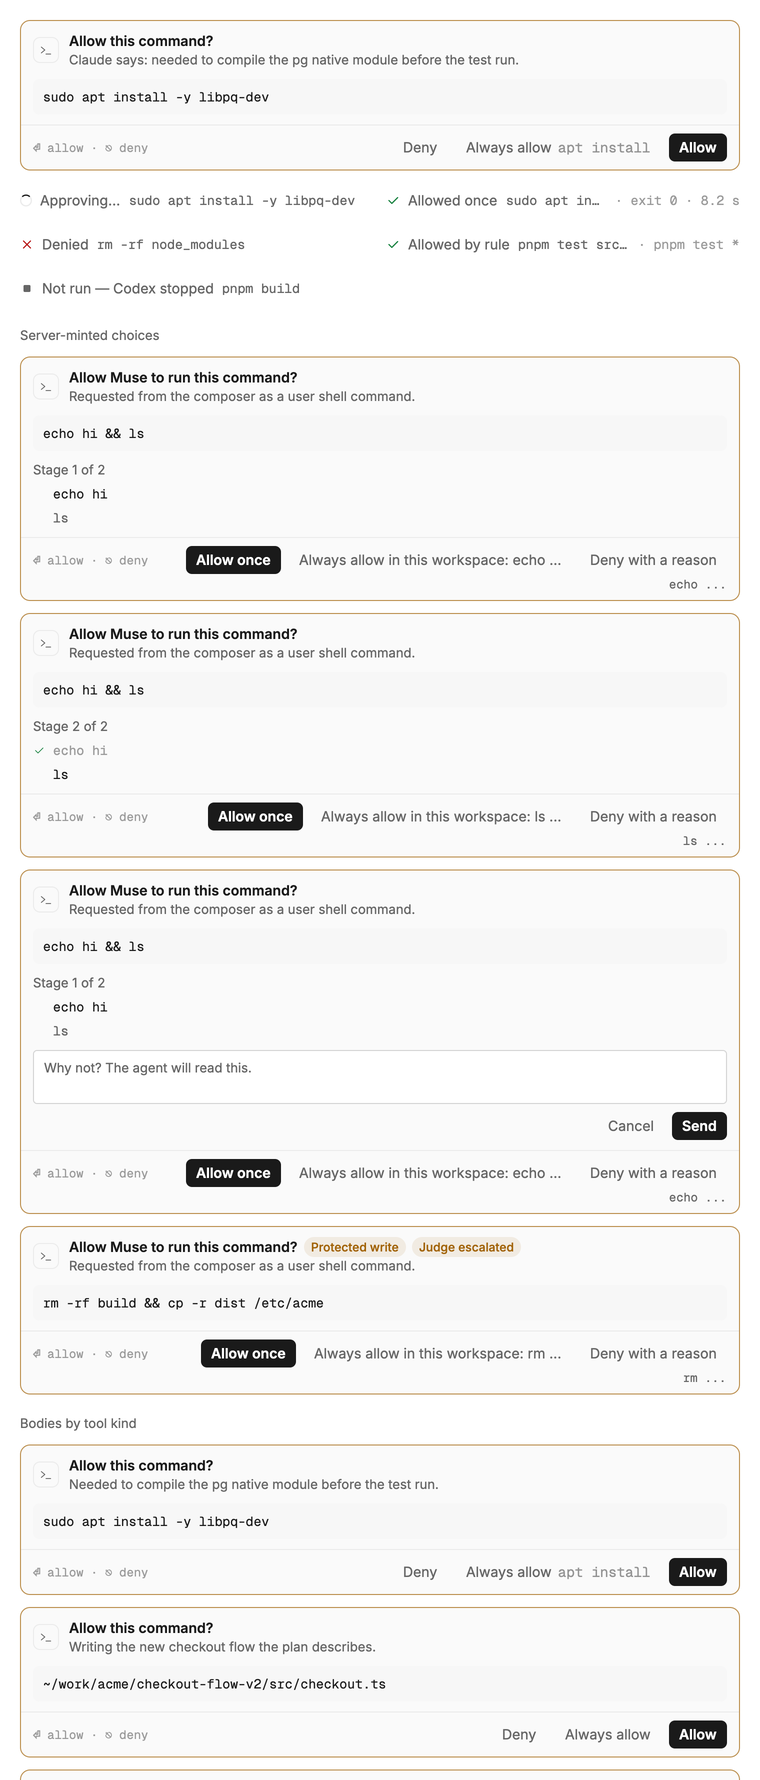 Allow this command?
Claude says: needed to compile the pg native module before the test run.
sudo apt install -y libpq-dev
⏎ allow · ⎋ deny Deny Always allow apt install Allow
Approving... sudo apt install -y libpq-dev
Allowed once sudo apt in… · exit 0 · 8.2 s
Denied rm -rf node_modules
Allowed by rule pnpm test src… · pnpm test *
Not run — Codex stopped pnpm build
Server-minted choices
Allow Muse to run this command?
Requested from the composer as a user shell command.
echo hi && ls
Stage 1 of 2
echo hi
ls
⏎ allow · ⎋ deny Allow once Always allow in this workspace: echo ... Deny with a reason
echo ...
Allow Muse to run this command?
Requested from the composer as a user shell command.
echo hi && ls
Stage 2 of 2
echo hi
ls
⏎ allow · ⎋ deny Allow once Always allow in this workspace: ls ... Deny with a reason
ls ...
Allow Muse to run this command?
Requested from the composer as a user shell command.
echo hi && ls
Stage 1 of 2
echo hi
ls
Why not? The agent will read this.
Cancel Send
⏎ allow · ⎋ deny Allow once Always allow in this workspace: echo ... Deny with a reason
echo ...
Allow Muse to run this command? Protected write Judge escalated
Requested from the composer as a user shell command.
rm -rf build && cp -r dist /etc/acme
⏎ allow · ⎋ deny Allow once Always allow in this workspace: rm ... Deny with a reason
rm ...
Bodies by tool kind
Allow this command?
Needed to compile the pg native module before the test run.
sudo apt install -y libpq-dev
⏎ allow · ⎋ deny Deny Always allow apt install Allow
Allow this command?
Writing the new checkout flow the plan describes.
~/work/acme/checkout-flow-v2/src/checkout.ts
⏎ allow · ⎋ deny Deny Always allow Allow